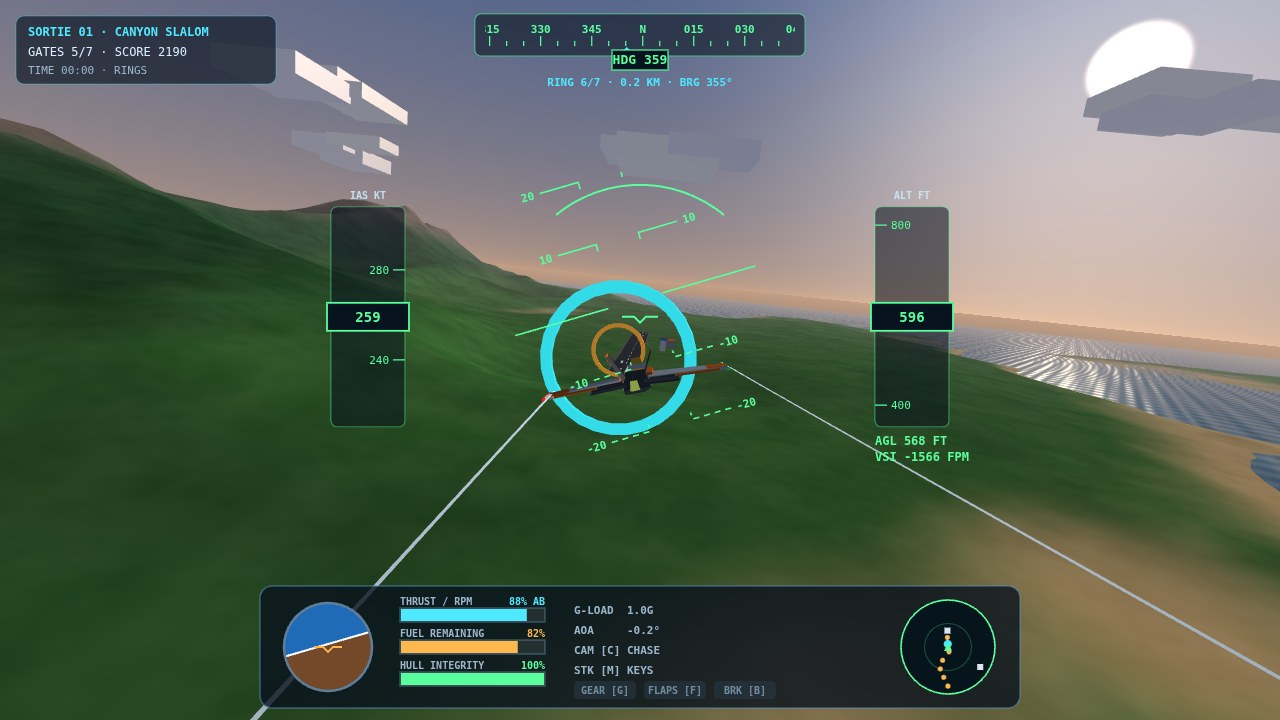 SORTIE 01 · CANYON SLALOM
GATES 5/7 · SCORE 2190
TIME 00:00 · RINGS
330 345 N 015 030
HDG 359
RING 6/7 · 0.2 KM · BRG 355°
IAS KT
280
259
240
ALT FT
800
596
400
AGL 568 FT
VSI -1566 FPM
20
10
10
-10
-10
-20
-20
THRUST / RPM 88% AB
FUEL REMAINING 82%
HULL INTEGRITY 100%
G-LOAD 1.0G
AOA -0.2°
CAM [C] CHASE
STK [M] KEYS
GEAR [G] FLAPS [F] BRK [B]